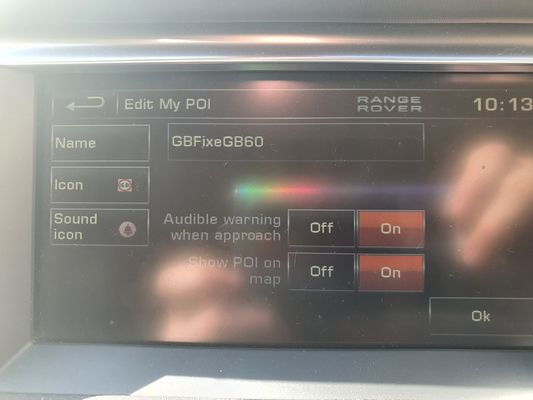 Edit My POI
RANGE
ROVER
10:13
Name
GBFixeGB60
Icon
Sound
icon
Audible warning
when approach
Off
On
Show POI on
map
Off
On
Ok